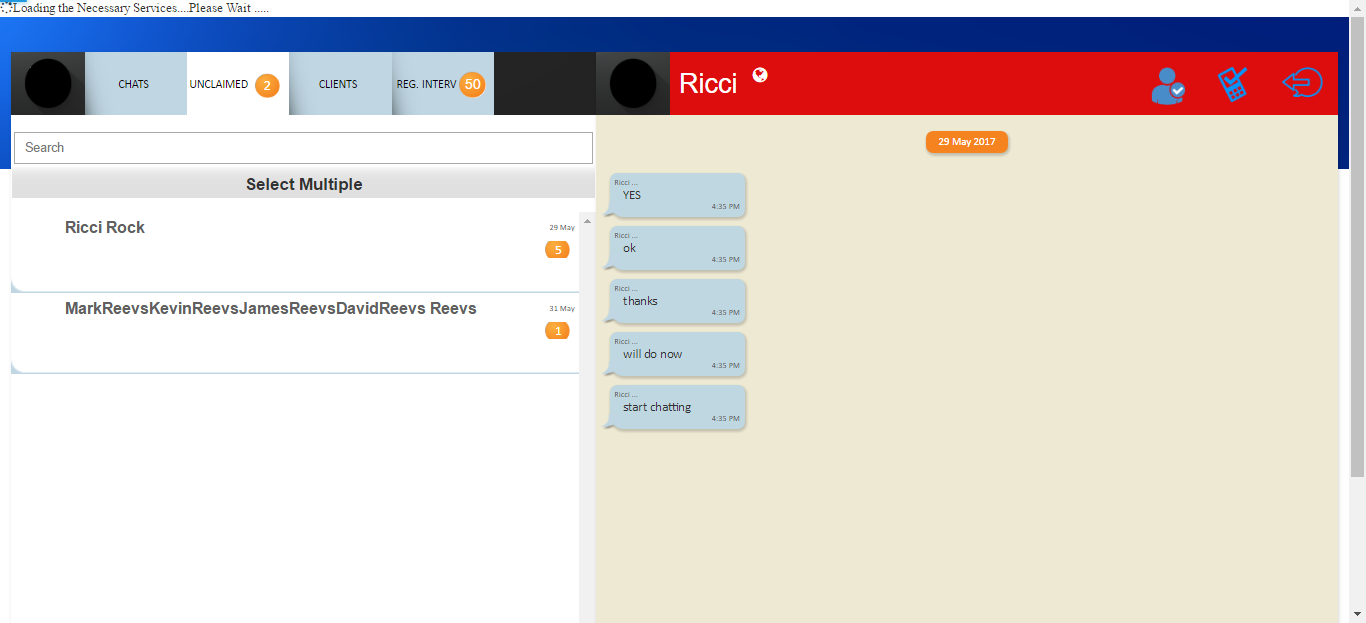 Loading the Necessary Services....Please Wait .....
CHATS
UNCLAIMED 2
CLIENTS
REG. INTERV 50
Ricci
Search
Select Multiple
Ricci Rock
29 May
5
MarkReevsKevinReevsJamesReevsDavidReevs Reevs
31 May
1
29 May 2017
Ricci ...
YES
4:35 PM
Ricci ...
ok
4:35 PM
Ricci ...
thanks
4:35 PM
Ricci ...
will do now
4:35 PM
Ricci ...
start chatting
4:35 PM